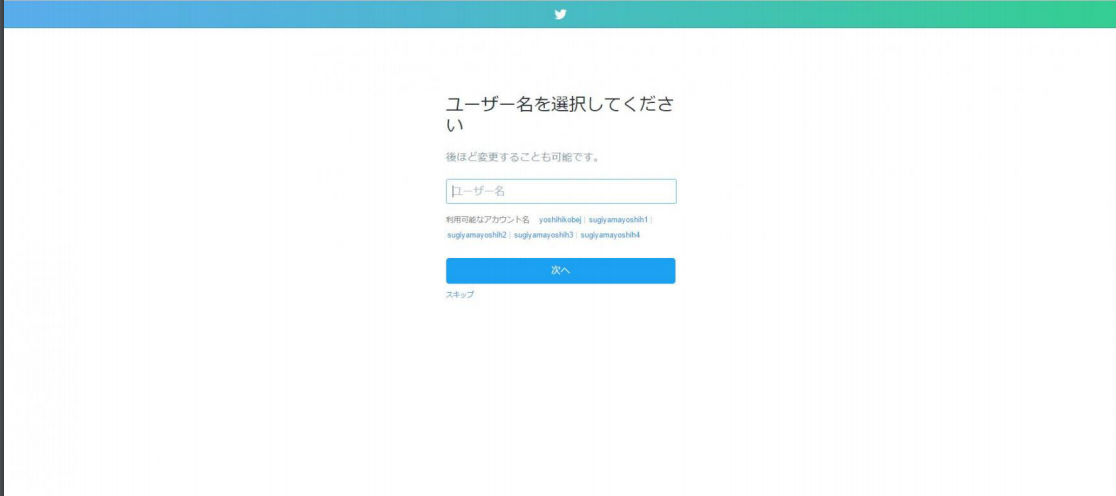 ユーザー名を選択してくださ
い
後ほど変更することも可能です。
ユーザー名
利用可能なアカウント名 yoshihikobej | sugiyamayoshih1 |
sugiyamayoshih2 | sugiyamayoshih3 | sugiyamayoshih4
次へ
スキップ